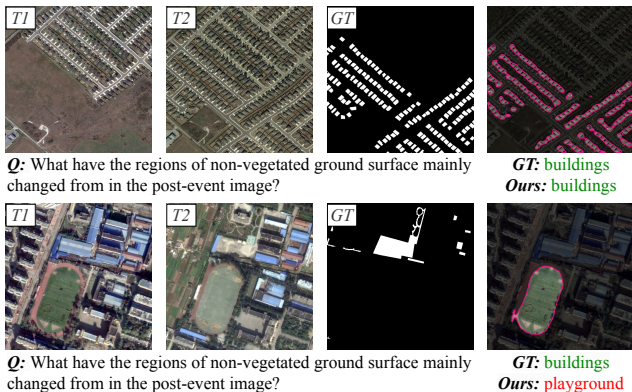 T1 T2 GT
Q: What have the regions of non-vegetated ground surface mainly GT: buildings
changed from in the post-event image? Ours: buildings
T1 T2 GT
Q: What have the regions of non-vegetated ground surface mainly GT: buildings
changed from in the post-event image? Ours: playground